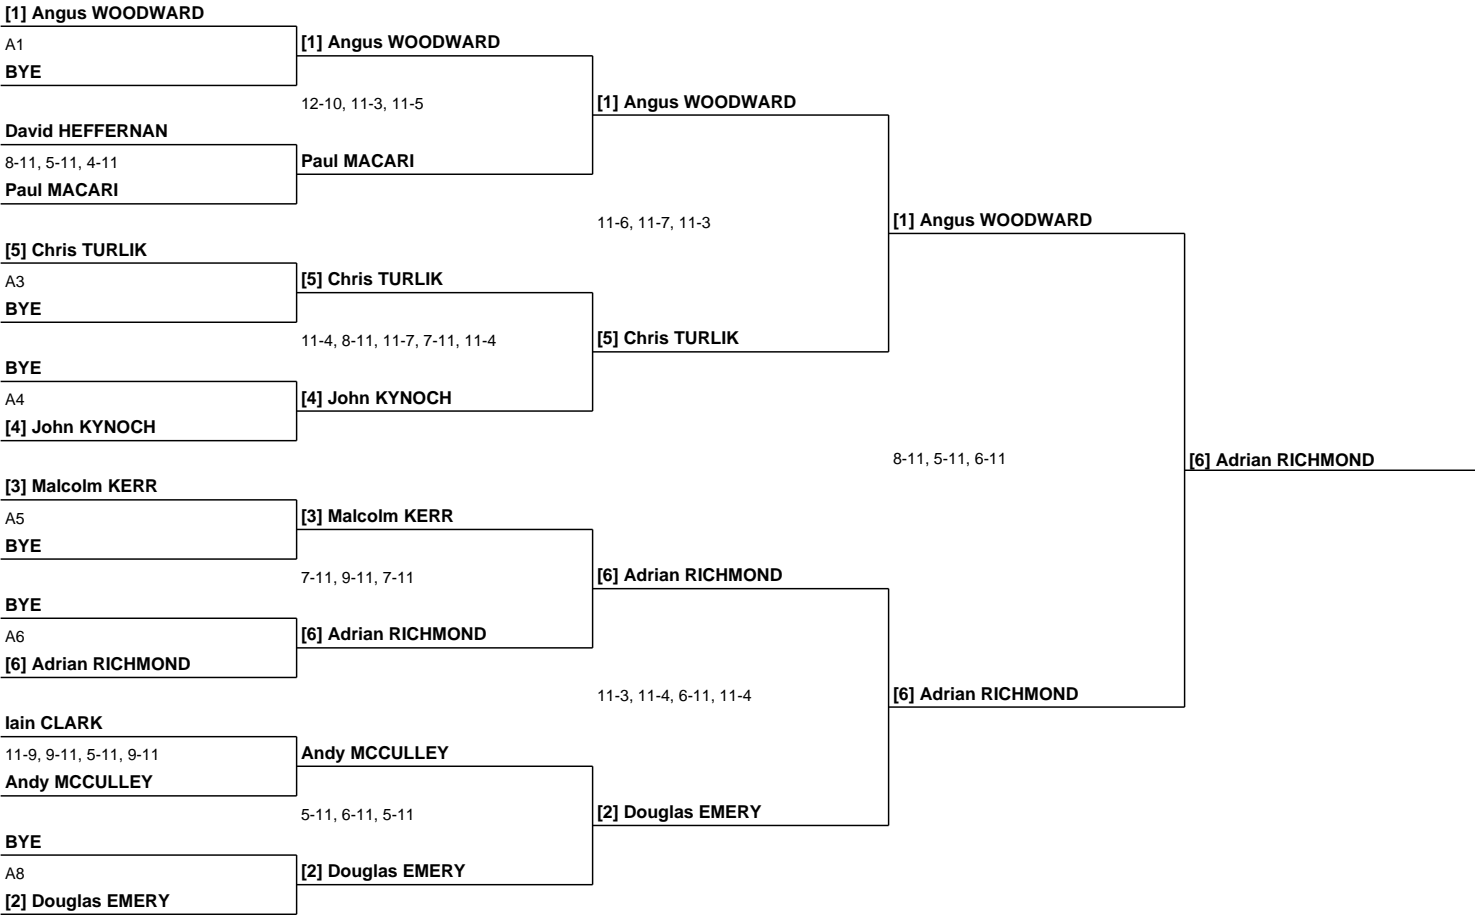 [1] Angus WOODWARD
A1
BYE
David HEFFERNAN
8-11, 5-11, 4-11
Paul MACARI
[5] Chris TURLIK
A3
BYE
BYE
A4
[4] John KYNOCH
[3] Malcolm KERR
A5
BYE
BYE
A6
[6] Adrian RICHMOND
Iain CLARK
11-9, 9-11, 5-11, 9-11
Andy MCCULLEY
BYE
A8
[2] Douglas EMERY
[1] Angus WOODWARD
12-10, 11-3, 11-5
Paul MACARI
[5] Chris TURLIK
11-4, 8-11, 11-7, 7-11, 11-4
[4] John KYNOCH
[3] Malcolm KERR
7-11, 9-11, 7-11
[6] Adrian RICHMOND
Andy MCCULLEY
5-11, 6-11, 5-11
[2] Douglas EMERY
[1] Angus WOODWARD
11-6, 11-7, 11-3
[5] Chris TURLIK
[6] Adrian RICHMOND
11-3, 11-4, 6-11, 11-4
[2] Douglas EMERY
[1] Angus WOODWARD
8-11, 5-11, 6-11
[6] Adrian RICHMOND
[6] Adrian RICHMOND